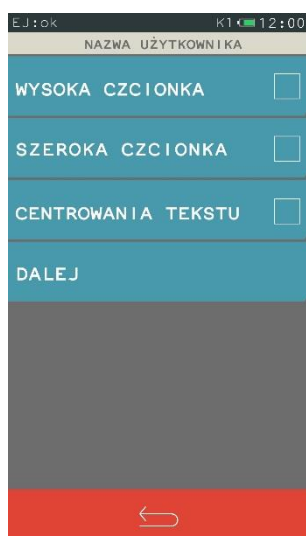 EJ:ok K1 12:00
NAZWA UŻYTKOWNIKA
WYSOKA CZCIONKA
SZEROKA CZCIONKA
CENTROWANIA TEKSTU
DALEJ